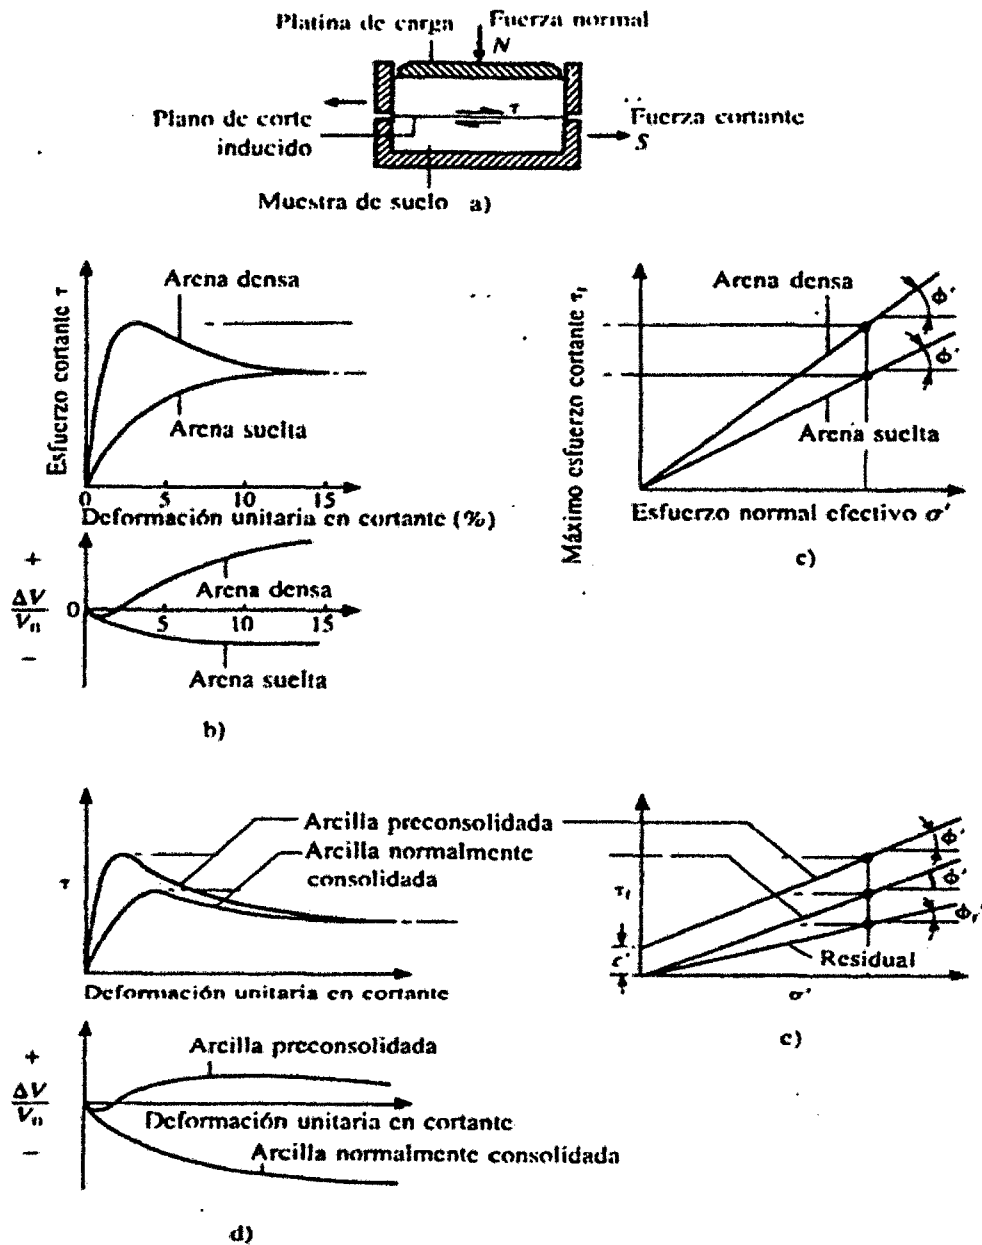 Platina de carga
Fuerza normal
N
Plano de corte
inducido
τ
Fuerza cortante
S
Muestra de suelo
a)
Esfuerzo cortante τ
Arena densa
Arena suelta
0 5 10 15
Deformación unitaria en cortante (%)
+
ΔV
V₀
–
0
Arena densa
5 10 15
Arena suelta
b)
Máximo esfuerzo cortante τf
Arena densa
ϕ'
ϕ'
Arena suelta
Esfuerzo normal efectivo σ'
c)
τ
Arcilla preconsolidada
Arcilla normalmente
consolidada
Deformación unitaria en cortante
+
ΔV
V₀
–
Arcilla preconsolidada
Deformación unitaria en cortante
Arcilla normalmente consolidada
d)
τf
c'
ϕ'
ϕ'
ϕr'
Residual
σ'
e)